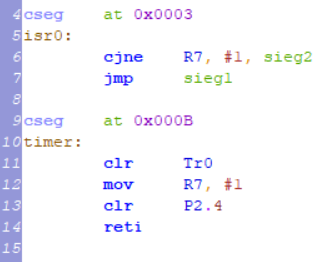 4 cseg at 0x0003
5 isr0:
6 cjne R7, #1, sieg2
7 jmp sieg1
8
9 cseg at 0x000B
10 timer:
11 clr Tr0
12 mov R7, #1
13 clr P2.4
14 reti
15